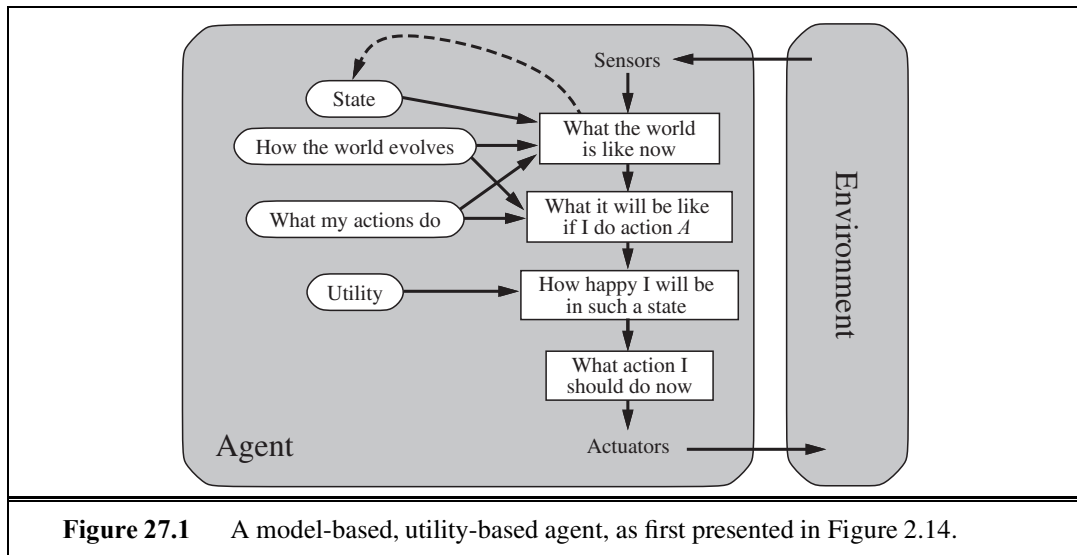 Sensors
State
What the world
is like now
How the world evolves
What my actions do
What it will be like
if I do action A
Utility
How happy I will be
in such a state
What action I
should do now
Agent
Actuators
Environment
Figure 27.1 A model-based, utility-based agent, as first presented in Figure 2.14.